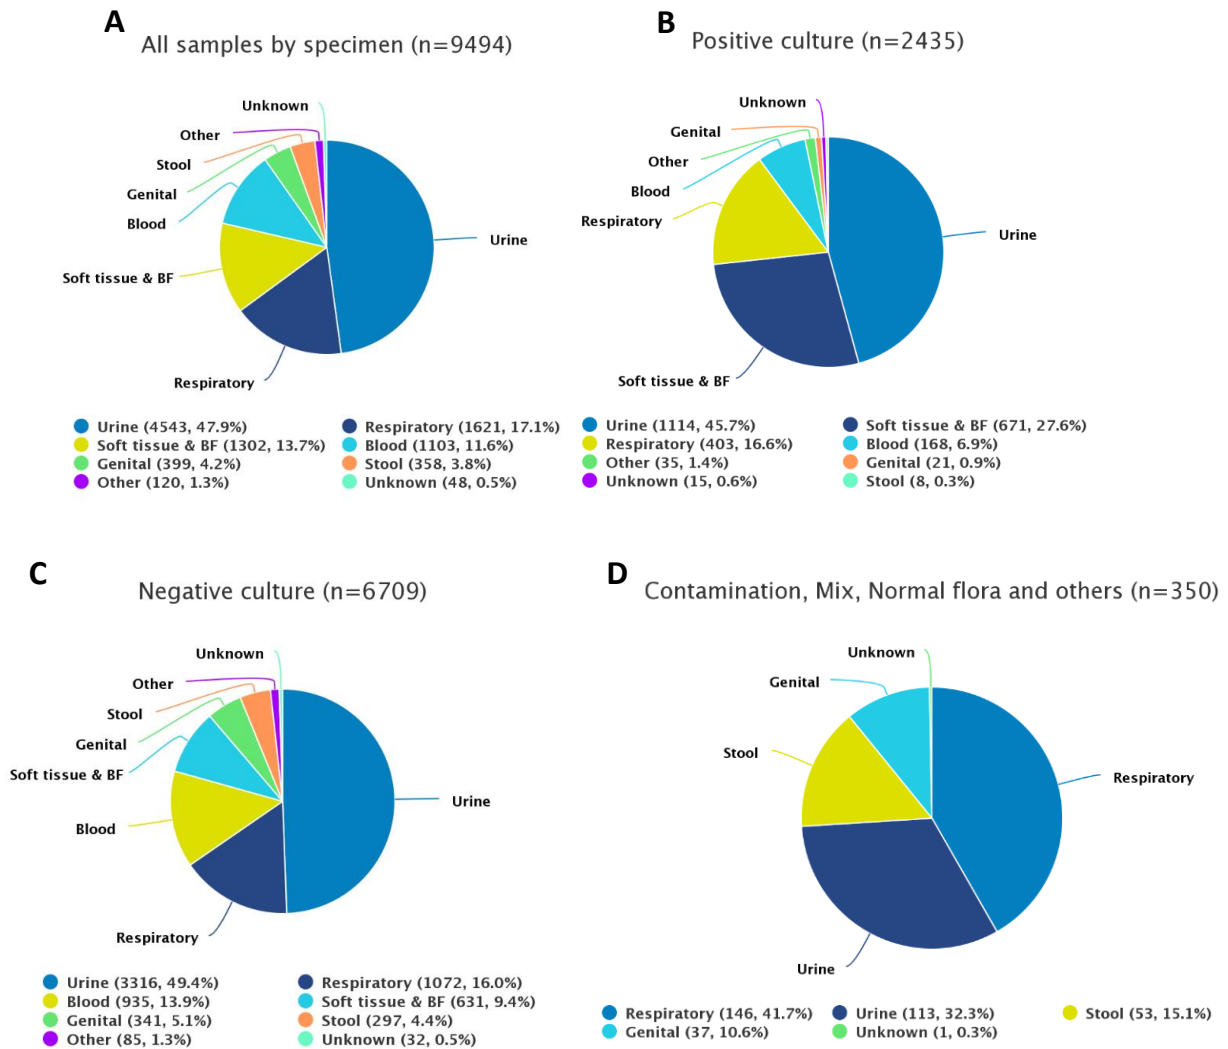 A
All samples by specimen (n=9494)
Unknown
Other
Stool
Genital
Blood
Soft tissue & BF
Respiratory
Urine
Urine (4543, 47.9%)
Respiratory (1621, 17.1%)
Soft tissue & BF (1302, 13.7%)
Blood (1103, 11.6%)
Genital (399, 4.2%)
Stool (358, 3.8%)
Other (120, 1.3%)
Unknown (48, 0.5%)
B
Positive culture (n=2435)
Unknown
Genital
Other
Blood
Respiratory
Urine
Soft tissue & BF
Urine (1114, 45.7%)
Soft tissue & BF (671, 27.6%)
Respiratory (403, 16.6%)
Blood (168, 6.9%)
Other (35, 1.4%)
Genital (21, 0.9%)
Unknown (15, 0.6%)
Stool (8, 0.3%)
C
Negative culture (n=6709)
Unknown
Other
Stool
Genital
Soft tissue & BF
Urine
Blood
Respiratory
Urine (3316, 49.4%)
Respiratory (1072, 16.0%)
Blood (935, 13.9%)
Soft tissue & BF (631, 9.4%)
Genital (341, 5.1%)
Stool (297, 4.4%)
Other (85, 1.3%)
Unknown (32, 0.5%)
D
Contamination, Mix, Normal flora and others (n=350)
Unknown
Genital
Stool
Respiratory
Urine
Respiratory (146, 41.7%)
Urine (113, 32.3%)
Stool (53, 15.1%)
Genital (37, 10.6%)
Unknown (1, 0.3%)